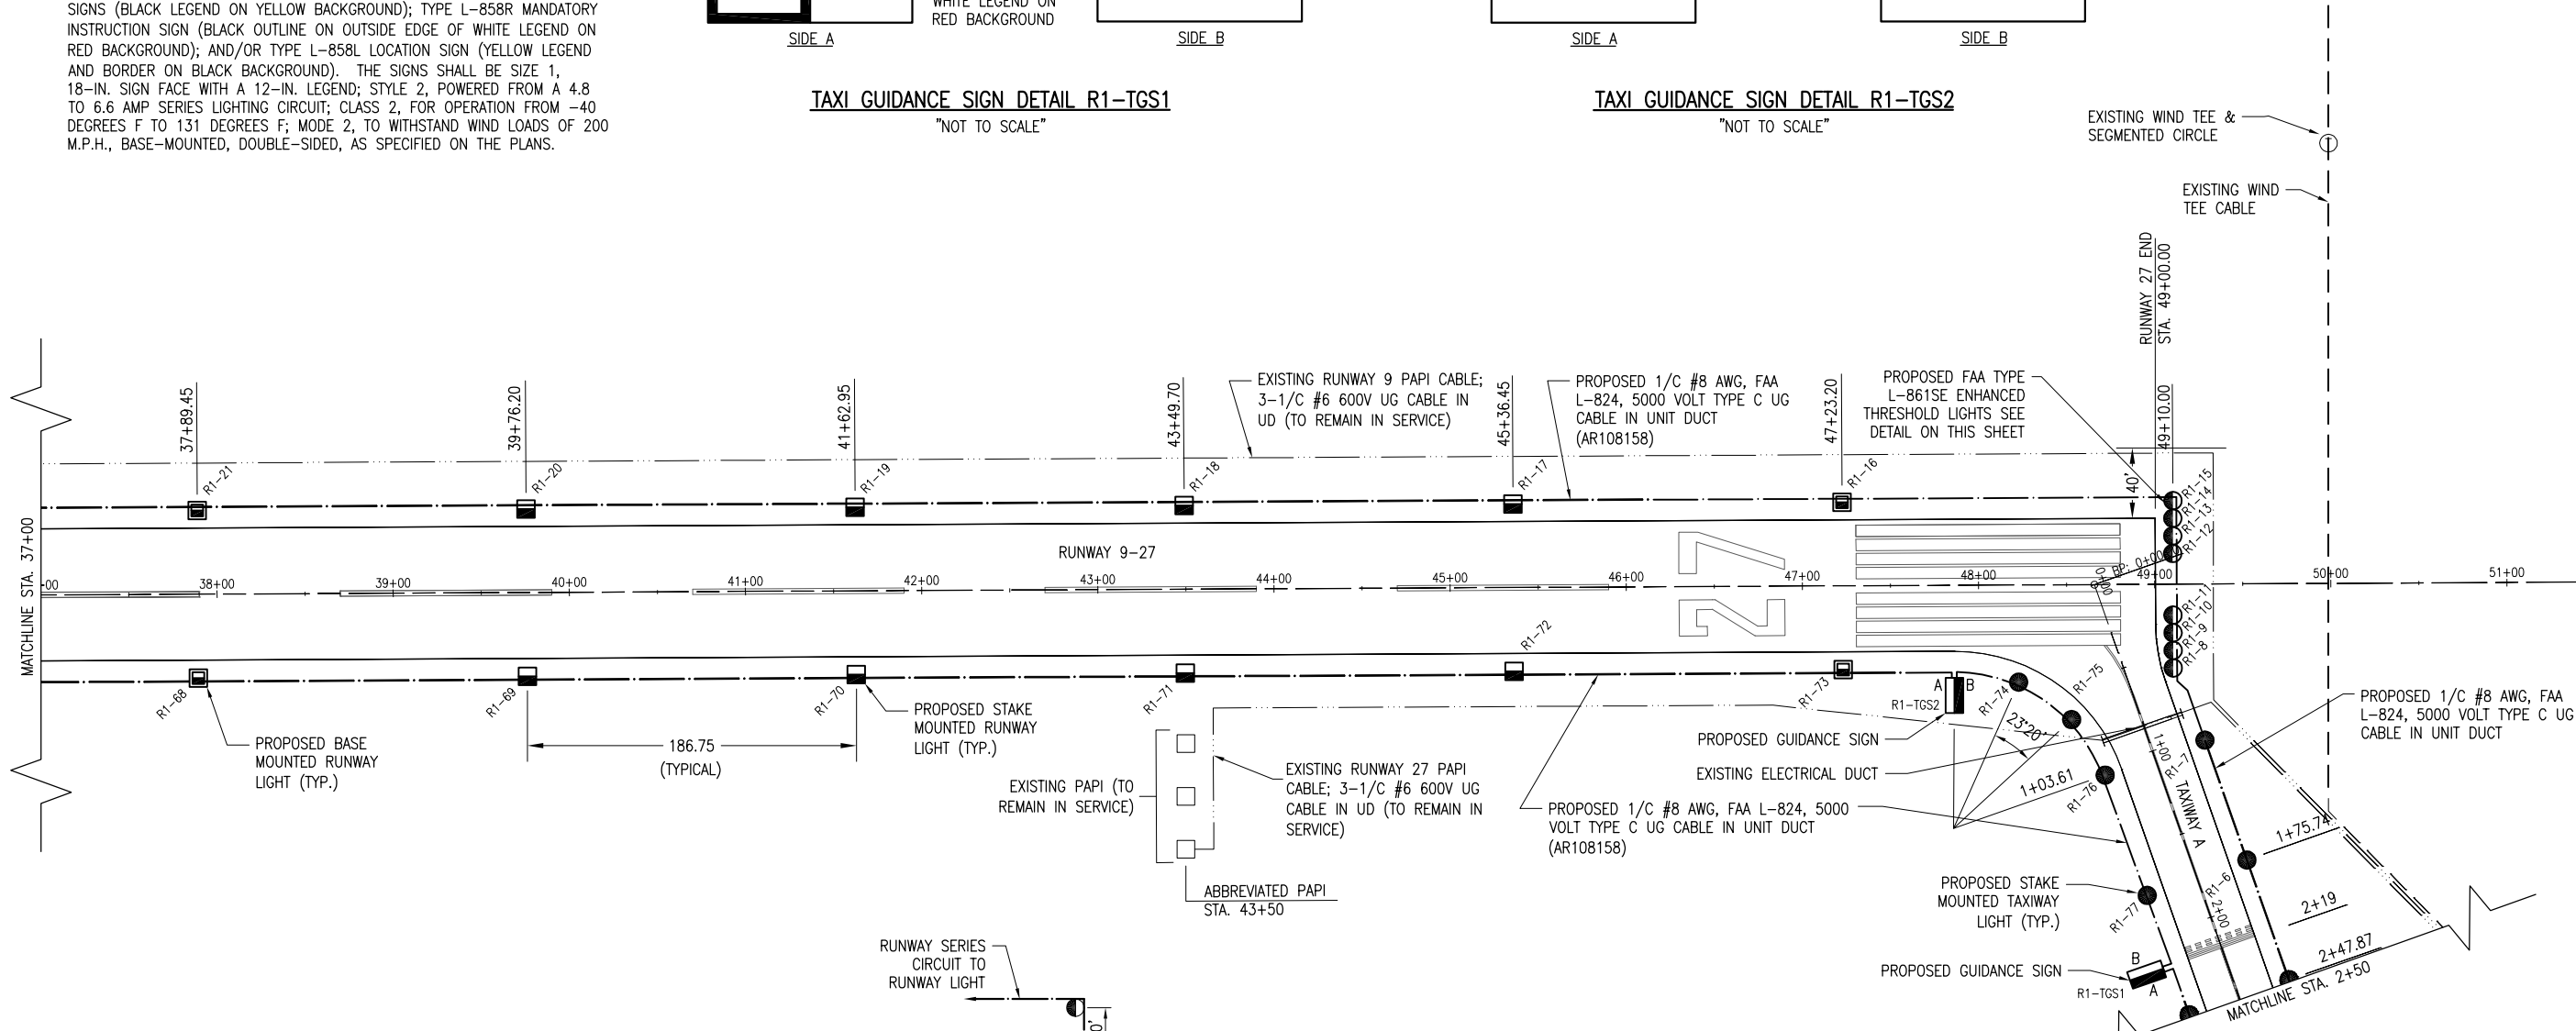 SIGNS (BLACK LEGEND ON YELLOW BACKGROUND); TYPE L-858R MANDATORY
INSTRUCTION SIGN (BLACK OUTLINE ON OUTSIDE EDGE OF WHITE LEGEND ON
RED BACKGROUND); AND/OR TYPE L-858L LOCATION SIGN (YELLOW LEGEND
AND BORDER ON BLACK BACKGROUND).  THE SIGNS SHALL BE SIZE 1,
18-IN. SIGN FACE WITH A 12-IN. LEGEND; STYLE 2, POWERED FROM A 4.8
TO 6.6 AMP SERIES LIGHTING CIRCUIT; CLASS 2, FOR OPERATION FROM -40
DEGREES F TO 131 DEGREES F; MODE 2, TO WITHSTAND WIND LOADS OF 200
M.P.H., BASE-MOUNTED, DOUBLE-SIDED, AS SPECIFIED ON THE PLANS.
WHITE LEGEND ON
RED BACKGROUND
SIDE A
SIDE B
SIDE A
SIDE B
TAXI GUIDANCE SIGN DETAIL R1-TGS1
"NOT TO SCALE"
TAXI GUIDANCE SIGN DETAIL R1-TGS2
"NOT TO SCALE"
EXISTING WIND TEE &
SEGMENTED CIRCLE
EXISTING WIND
TEE CABLE
RUNWAY 27 END
STA. 49+00.00
37+89.45
39+76.20
41+62.95
43+49.70
45+36.45
47+23.20
49+10.00
EXISTING RUNWAY 9 PAPI CABLE;
3-1/C #6 600V UG CABLE IN
UD (TO REMAIN IN SERVICE)
PROPOSED 1/C #8 AWG, FAA
L-824, 5000 VOLT TYPE C UG
CABLE IN UNIT DUCT
(AR108158)
PROPOSED FAA TYPE
L-861SE ENHANCED
THRESHOLD LIGHTS SEE
DETAIL ON THIS SHEET
40'
R1-21
R1-20
R1-19
R1-18
R1-17
R1-16
R1-15
R1-14
R1-13
R1-12
MATCHLINE STA. 37+00
RUNWAY 9-27
27
BP: 0+00
0+00
-00
38+00
39+00
40+00
41+00
42+00
43+00
44+00
45+00
46+00
47+00
48+00
49+00
50+00
51+00
R1-11
R1-10
R1-9
R1-8
R1-68
R1-69
R1-70
R1-71
R1-72
R1-73
R1-74
R1-75
R1-76
R1-77
R1-7
R1-6
PROPOSED BASE
MOUNTED RUNWAY
LIGHT (TYP.)
186.75
(TYPICAL)
PROPOSED STAKE
MOUNTED RUNWAY
LIGHT (TYP.)
EXISTING PAPI (TO
REMAIN IN SERVICE)
EXISTING RUNWAY 27 PAPI
CABLE; 3-1/C #6 600V UG
CABLE IN UD (TO REMAIN IN
SERVICE)
ABBREVIATED PAPI
STA. 43+50
A
B
R1-TGS2
PROPOSED GUIDANCE SIGN
EXISTING ELECTRICAL DUCT
23'20'
1+03.61
1+00
TAXIWAY A
2+00
PROPOSED 1/C #8 AWG, FAA L-824, 5000
VOLT TYPE C UG CABLE IN UNIT DUCT
(AR108158)
PROPOSED 1/C #8 AWG, FAA
L-824, 5000 VOLT TYPE C UG
CABLE IN UNIT DUCT
1+75.74
2+19
2+47.87
MATCHLINE STA. 2+50
PROPOSED STAKE
MOUNTED TAXIWAY
LIGHT (TYP.)
PROPOSED GUIDANCE SIGN
B
A
R1-TGS1
RUNWAY SERIES
CIRCUIT TO
RUNWAY LIGHT